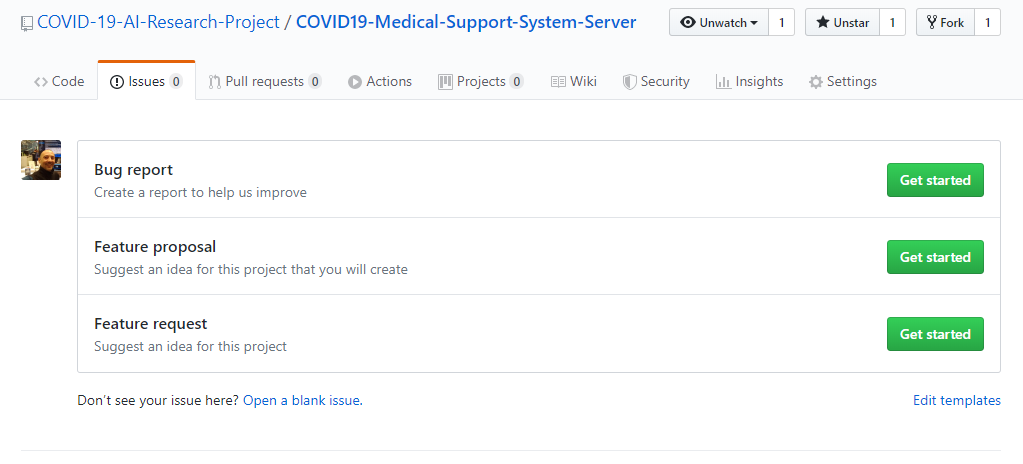 COVID-19-AI-Research-Project / COVID19-Medical-Support-System-Server Unwatch 1 Unstar 1 Fork 1
Code Issues 0 Pull requests 0 Actions Projects 0 Wiki Security Insights Settings
Bug report
Create a report to help us improve
Get started
Feature proposal
Suggest an idea for this project that you will create
Get started
Feature request
Suggest an idea for this project
Get started
Don't see your issue here? Open a blank issue. Edit templates